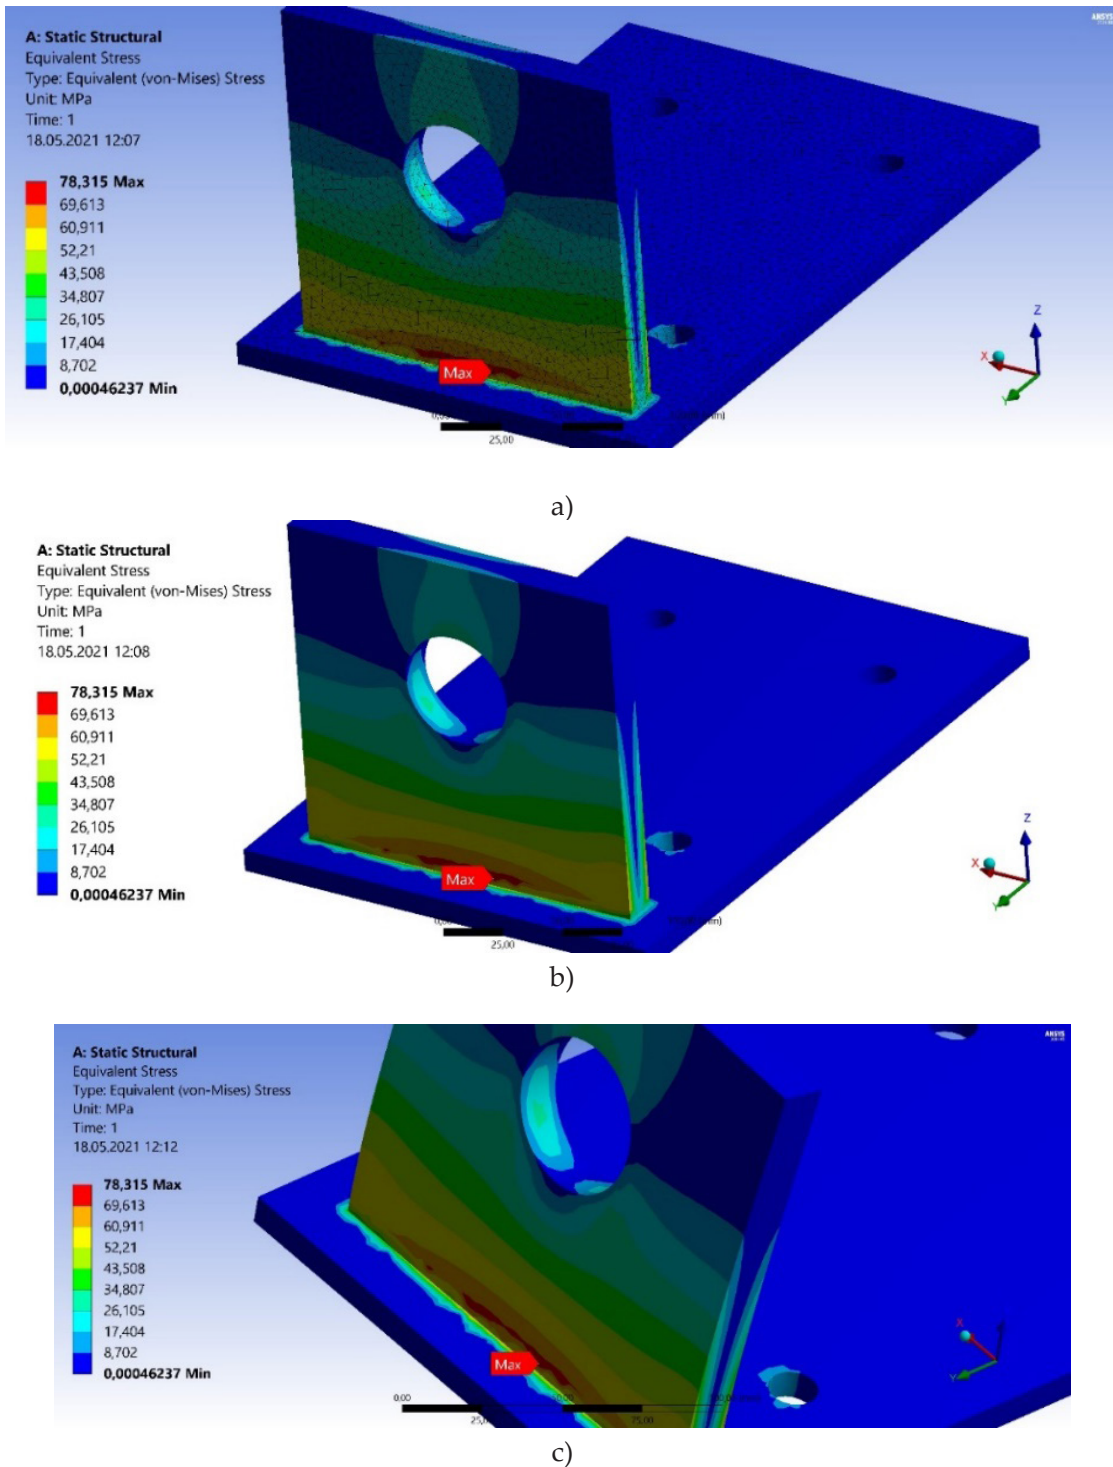 ANSYS
A: Static Structural
Equivalent Stress
Type: Equivalent (von-Mises) Stress
Unit: MPa
Time: 1
18.05.2021 12:07
78,315 Max
69,613
60,911
52,21
43,508
34,807
26,105
17,404
8,702
0,00046237 Min
Max
25,00
Z
X
Y
a)
A: Static Structural
Equivalent Stress
Type: Equivalent (von-Mises) Stress
Unit: MPa
Time: 1
18.05.2021 12:08
78,315 Max
69,613
60,911
52,21
43,508
34,807
26,105
17,404
8,702
0,00046237 Min
Max
25,00
Z
X
Y
b)
ANSYS
A: Static Structural
Equivalent Stress
Type: Equivalent (von-Mises) Stress
Unit: MPa
Time: 1
18.05.2021 12:12
78,315 Max
69,613
60,911
52,21
43,508
34,807
26,105
17,404
8,702
0,00046237 Min
Max
0,00
75,00
X
Y
c)